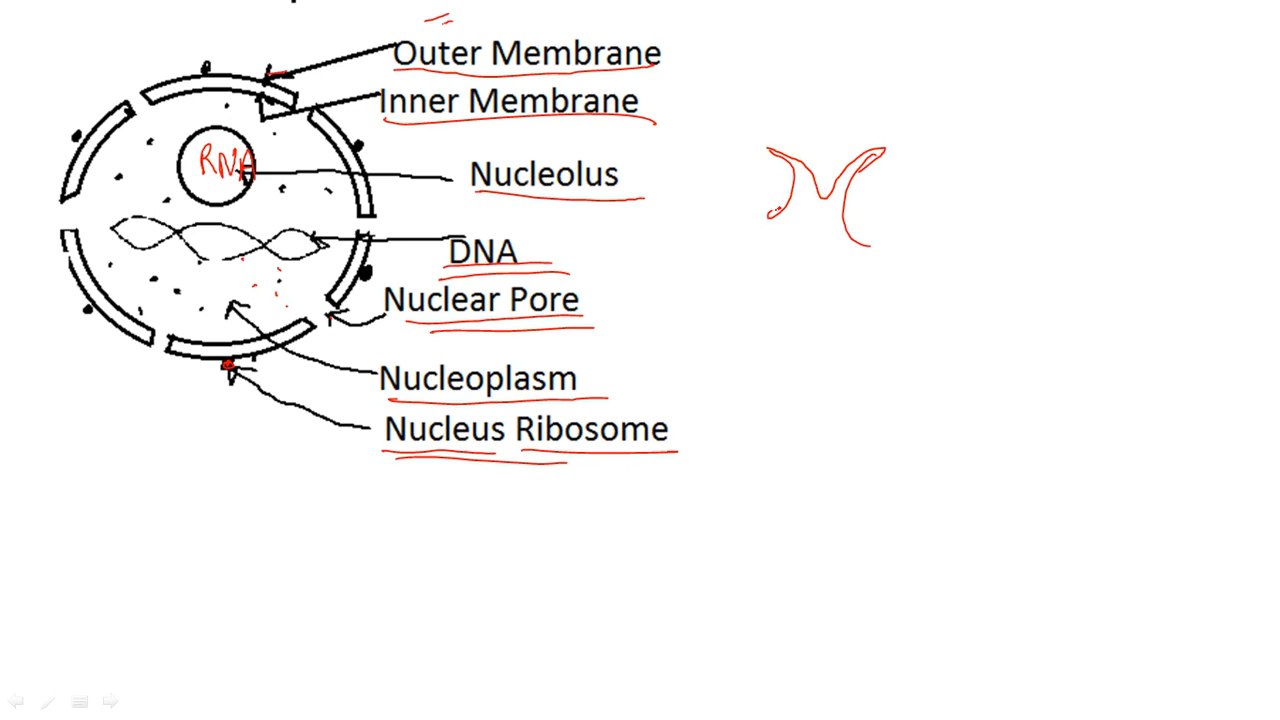 Outer Membrane
Inner Membrane
RNA
Nucleolus
DNA
Nuclear Pore
Nucleoplasm
Nucleus Ribosome